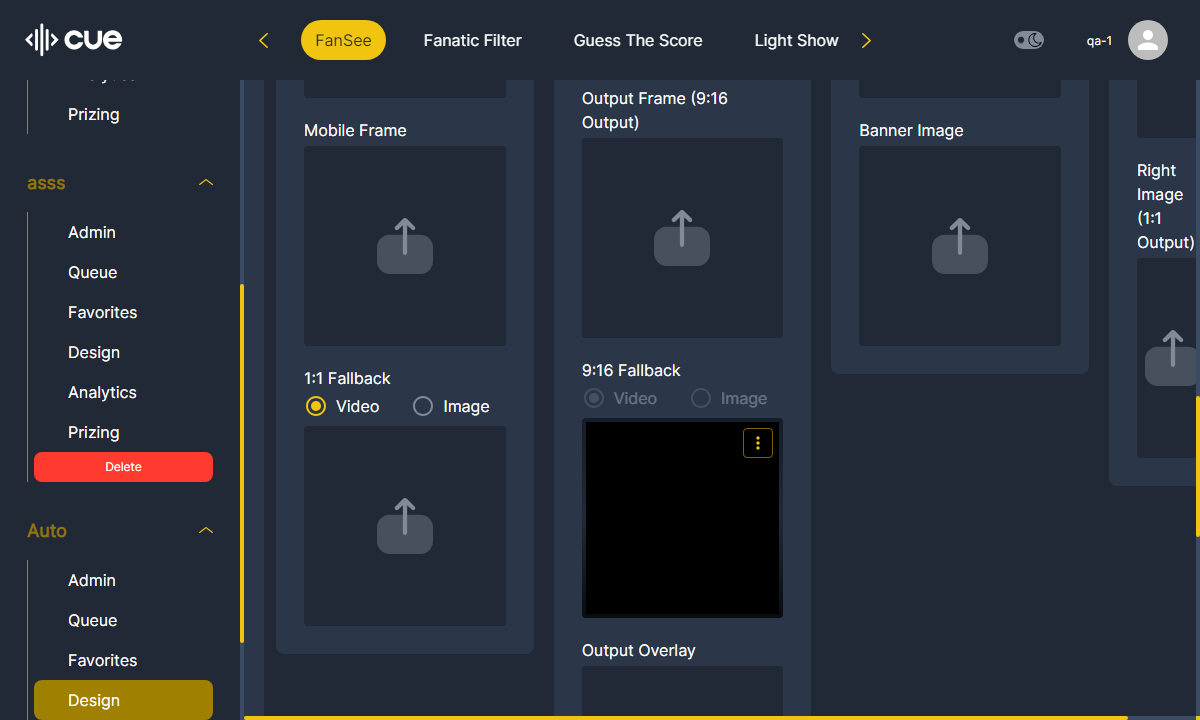 CUE
FanSee
Fanatic Filter
Guess The Score
Light Show
qa-1
Prizing
asss
Admin
Queue
Favorites
Design
Analytics
Prizing
Delete
Auto
Admin
Queue
Favorites
Design
Mobile Frame
1:1 Fallback
Video
Image
Output Frame (9:16
Output)
9:16 Fallback
Video
Image
Output Overlay
Banner Image
Right
Image
(1:1
Output)